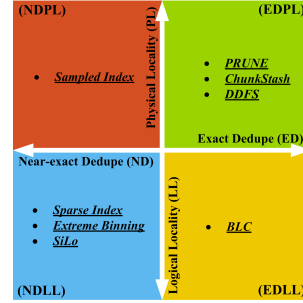 (NDPL)
(EDPL)
Physical Locality (PL)
• Sampled Index
• PRUNE
• ChunkStash
• DDFS
Exact Dedupe (ED)
Near-exact Dedupe (ND)
Logical Locality (LL)
• Sparse Index
• Extreme Binning
• SiLo
• BLC
(NDLL)
(EDLL)